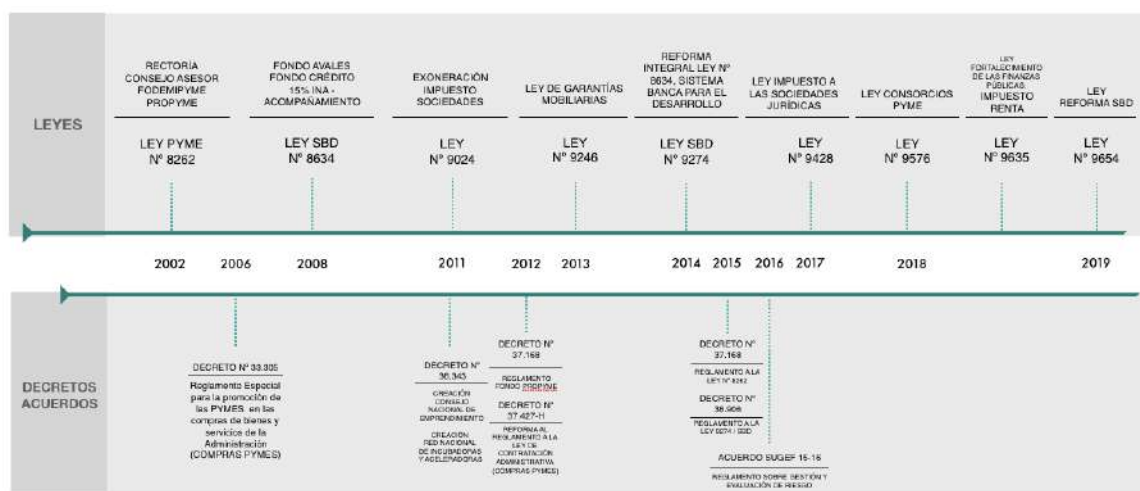 LEYES
RECTORÍA
CONSEJO ASESOR
FODEMIPYME
PROPYME
LEY PYME
N° 8262
FONDO AVALES
FONDO CRÉDITO
15% INA -
ACOMPAÑAMIENTO
LEY SBD
N° 8634
EXONERACIÓN
IMPUESTO
SOCIEDADES
LEY
N° 9024
LEY DE GARANTÍAS
MOBILIARIAS
LEY
N° 9246
REFORMA
INTEGRAL LEY N°
8634, SISTEMA
BANCA PARA EL
DESARROLLO
LEY SBD
N° 9274
LEY IMPUESTO A
LAS SOCIEDADES
JURÍDICAS
LEY
N° 9428
LEY CONSORCIOS
PYME
LEY
N° 9576
LEY
FORTALECIMIENTO
DE LAS FINANZAS
PÚBLICAS,
IMPUESTO
RENTA
LEY
N° 9635
LEY
REFORMA SBD
LEY
N° 9654
2002 2006 2008 2011 2012 2013 2014 2015 2016 2017 2018 2019
DECRETOS
ACUERDOS
DECRETO N° 33.305
Reglamento Especial
para la promoción de
las PYMES en las
compras de bienes y
servicios de la
Administración
(COMPRAS PYMES)
DECRETO N°
36.343
CREACIÓN
CONSEJO
NACIONAL DE
EMPRENDIMIENTO
CREACIÓN
RED NACIONAL
DE INCUBADORAS
Y ACELERADORAS
DECRETO N°
37.168
REGLAMENTO
FONDO PROPYME
DECRETO N°
37.427-H
REFORMA AL
REGLAMENTO A LA
LEY DE
CONTRATACIÓN
ADMINISTRATIVA
(COMPRAS PYMES)
DECRETO N°
37.168
REGLAMENTO A LA
LEY N° 8262
DECRETO N°
38.906
REGLAMENTO A LA
LEY 9274 / SBD
ACUERDO SUGEF 15-16
REGLAMENTO SOBRE GESTIÓN Y
EVALUACIÓN DE RIESGO